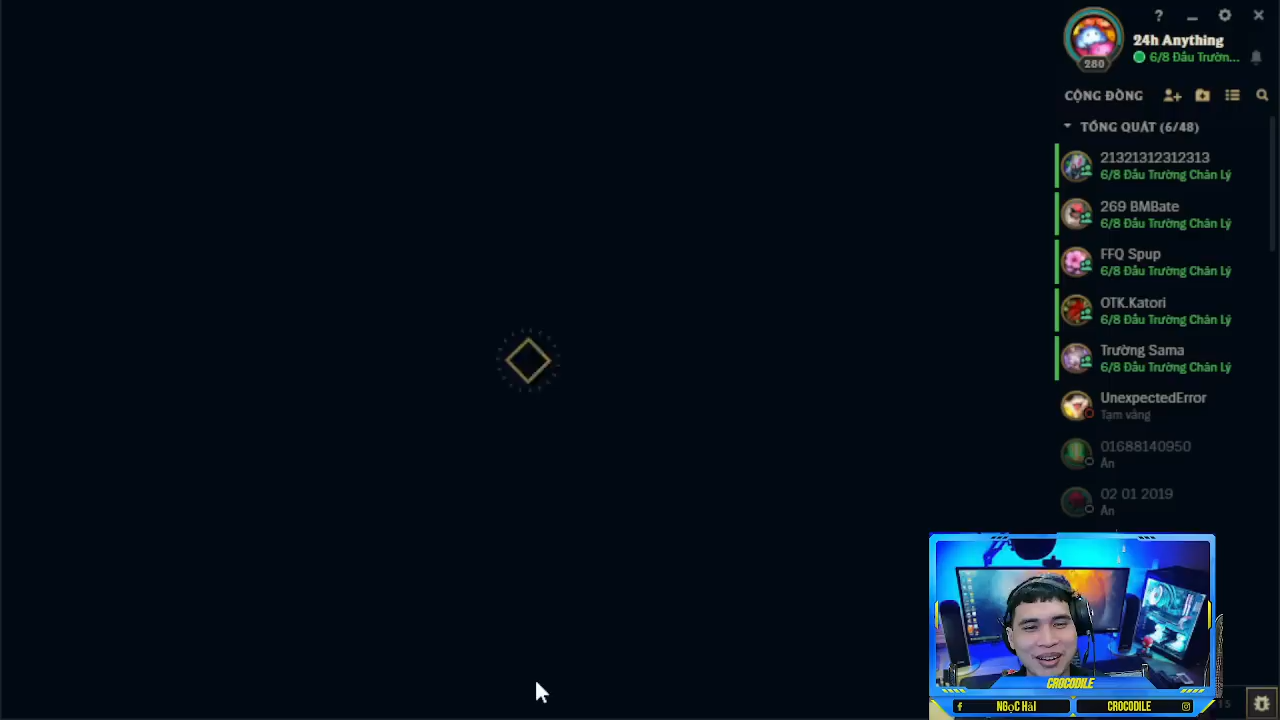 ?
24h Anything
280
6/8 Đấu Trườn...
CỘNG ĐỒNG
TỔNG QUÁT (6/48)
21321312312313
6/8 Đấu Trường Chân Lý
269 BMBate
6/8 Đấu Trường Chân Lý
FFQ Spup
6/8 Đấu Trường Chân Lý
OTK.Katori
6/8 Đấu Trường Chân Lý
Trường Sama
6/8 Đấu Trường Chân Lý
UnexpectedError
Tạm vắng
01688140950
Ẩn
02 01 2019
Ẩn
CROCODILE
NGỌC HẢI
CROCODILE